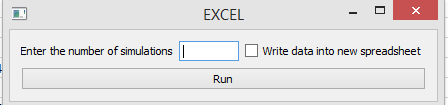 EXCEL
Enter the number of simulations Write data into new spreadsheet
Run